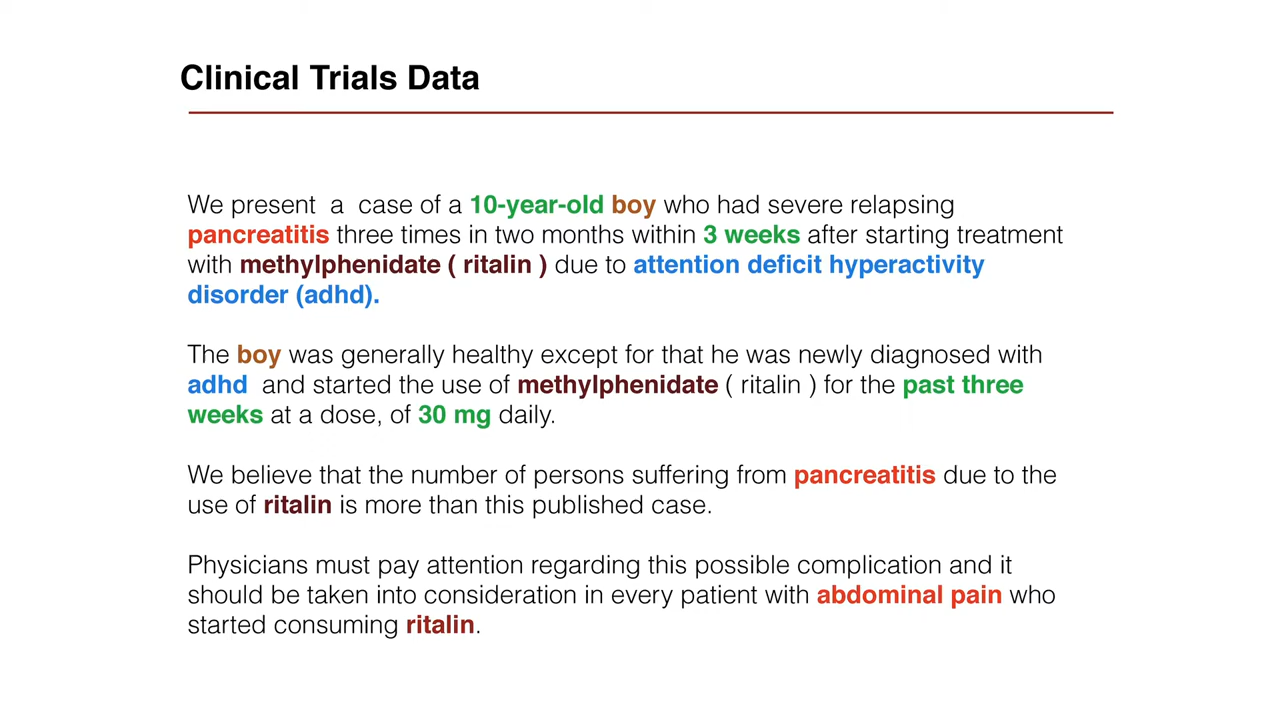 Clinical Trials Data
We present a case of a 10-year-old boy who had severe relapsing
pancreatitis three times in two months within 3 weeks after starting treatment
with methylphenidate ( ritalin ) due to attention deficit hyperactivity
disorder (adhd).
The boy was generally healthy except for that he was newly diagnosed with
adhd and started the use of methylphenidate ( ritalin ) for the past three
weeks at a dose, of 30 mg daily.
We believe that the number of persons suffering from pancreatitis due to the
use of ritalin is more than this published case.
Physicians must pay attention regarding this possible complication and it
should be taken into consideration in every patient with abdominal pain who
started consuming ritalin.